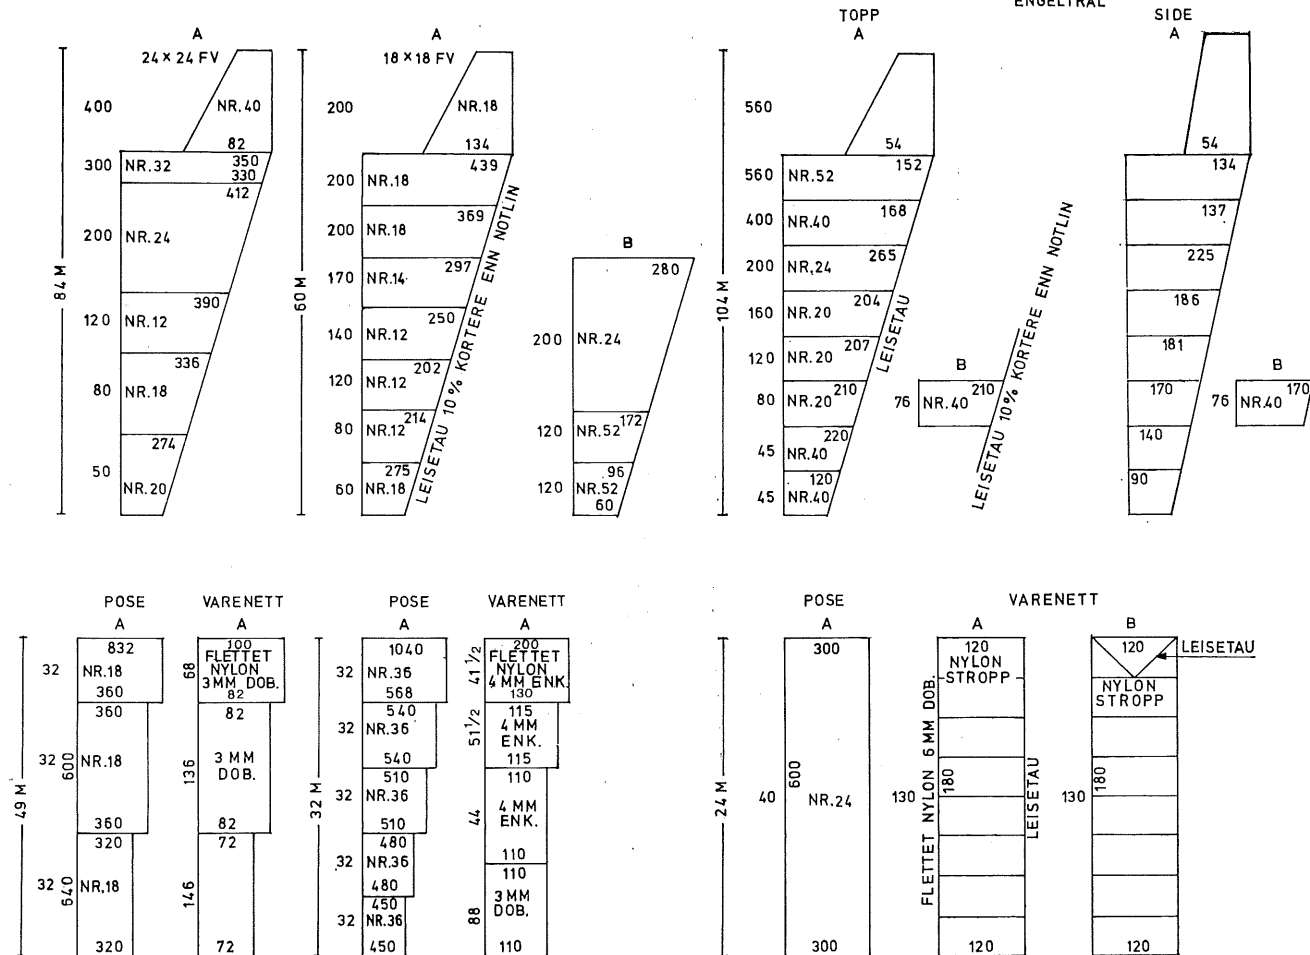 ENGELTRÅL
TOPP
SIDE
A
24 × 24 FV
84 M
400
NR.40
82
300
NR.32
350
330
412
200
NR.24
390
120
NR.12
336
80
NR.18
274
50
NR.20
A
18 × 18 FV
60 M
200
NR.18
134
439
200
NR.18
369
200
NR.18
297
170
NR.14
250
140
NR.12
202
120
NR.12
214
80
NR.12
275
60
NR.18
LEISETAU 10 % KORTERE ENN NOTLIN
B
280
200
NR.24
172
120
NR.52
96
120
NR.52
60
A
104 M
560
54
152
560
NR.52
168
400
NR.40
265
200
NR.24
204
160
NR.20
207
120
NR.20
210
80
NR.20
220
45
NR.40
120
45
NR.40
LEISETAU
B
210
76
NR.40
LEISETAU 10 % KORTERE ENN NOTLIN
A
54
134
137
225
186
181
170
140
90
B
170
76
NR.40
POSE
A
49 M
832
32
NR.18
360
360
32
600
NR.18
360
320
32
640
NR.18
320
VARENETT
A
100
68
FLETTET
NYLON
3 MM DOB.
82
82
136
3 MM
DOB.
82
72
146
72
POSE
A
32 M
1040
32
NR.36
568
540
32
NR.36
540
510
32
NR.36
510
480
32
NR.36
480
450
32
NR.36
450
VARENETT
A
200
41 1/2
FLETTET
NYLON
4 MM ENK.
130
115
51 1/2
4 MM
ENK.
115
110
44
4 MM
ENK.
110
110
88
3 MM
DOB.
110
POSE
A
24 M
300
40
600
NR.24
300
VARENETT
A
120
NYLON
STROPP
130
FLETTET NYLON 6 MM DOB.
180
LEISETAU
120
B
120
LEISETAU
NYLON
STROPP
130
180
120